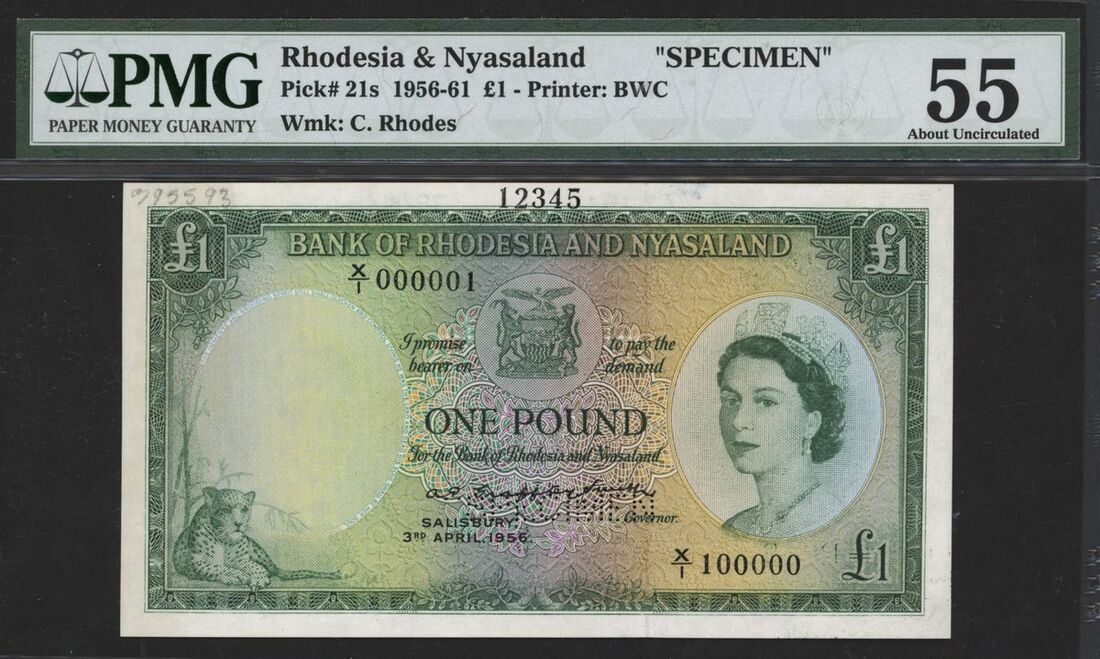 PMG
PAPER MONEY GUARANTY
Rhodesia & Nyasaland "SPECIMEN"
Pick# 21s 1956-61 £1 - Printer: BWC
Wmk: C. Rhodes
55
About Uncirculated
395593
12345
£1 BANK OF RHODESIA AND NYASALAND £1
X/1 000001
I promise to pay the
bearer on demand
ONE POUND
for the Bank of Rhodesia and Nyasaland
Governor.
SALISBURY,
3RD APRIL, 1956.
X/1 100000 £1